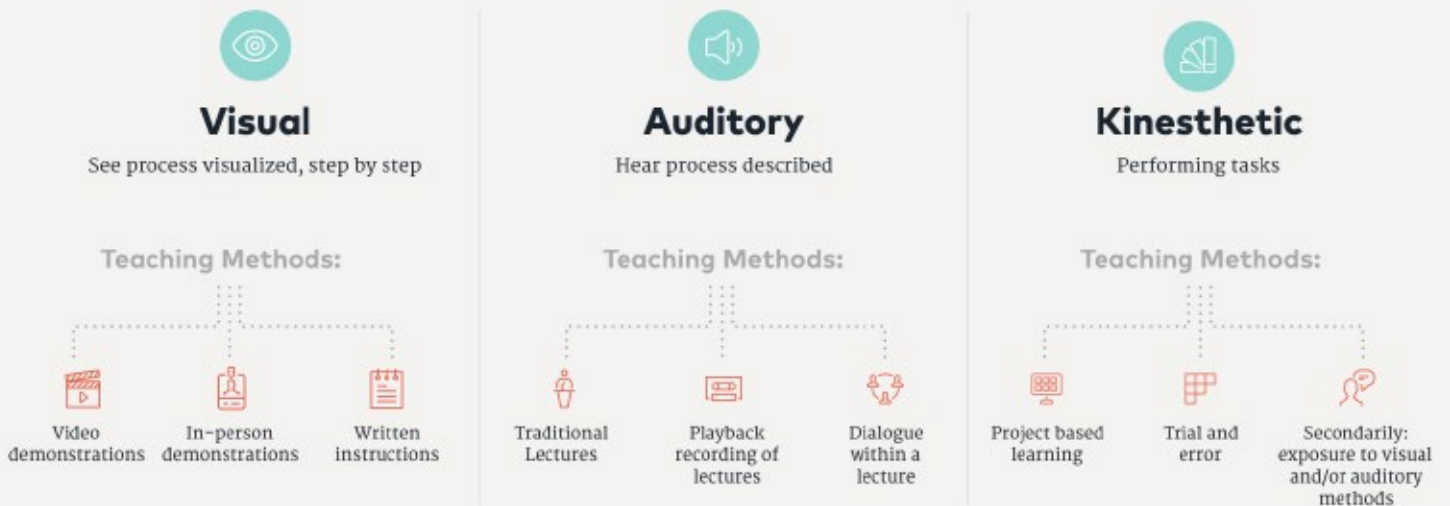 Visual
See process visualized, step by step
Teaching Methods:
Video
demonstrations
In-person
demonstrations
Written
instructions
Auditory
Hear process described
Teaching Methods:
Traditional
Lectures
Playback
recording of
lectures
Dialogue
within a
lecture
Kinesthetic
Performing tasks
Teaching Methods:
Project based
learning
Trial and
error
Secondarily:
exposure to visual
and/or auditory
methods